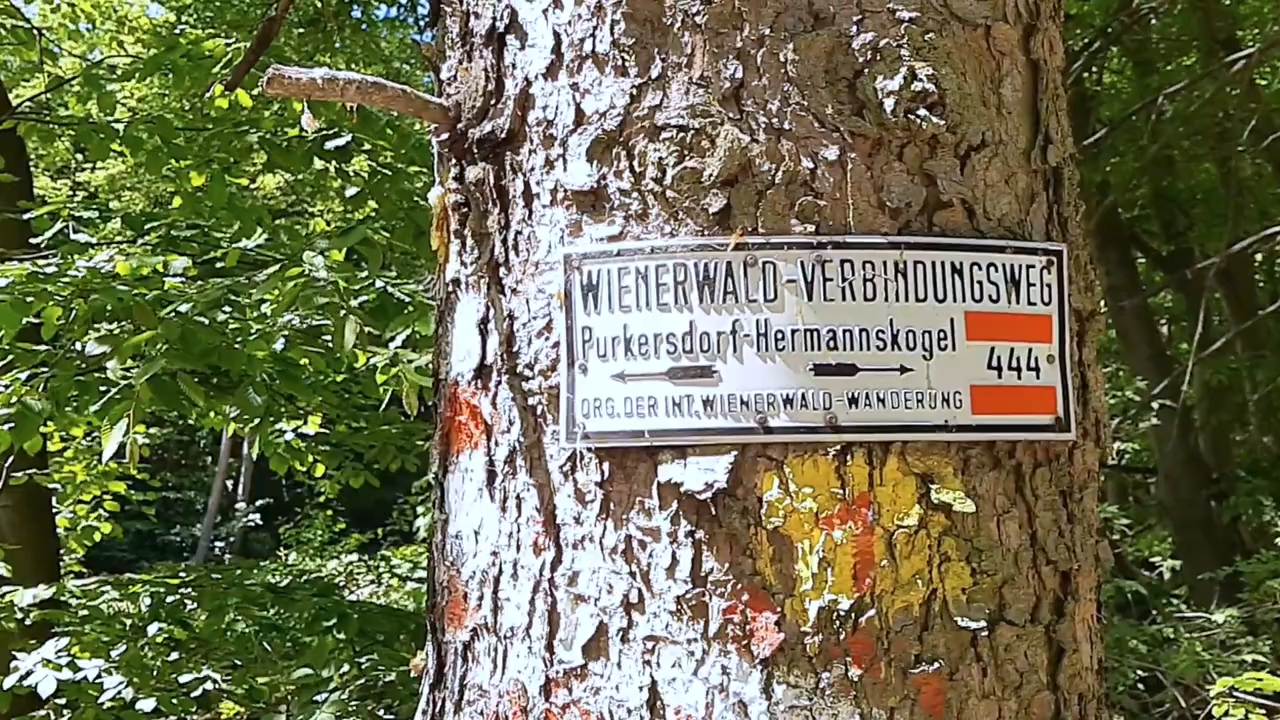 WIENERWALD-VERBINDUNGSWEG
Purkersdorf-Hermannskogel
444
ORG. DER INT. WIENERWALD-WANDERUNG